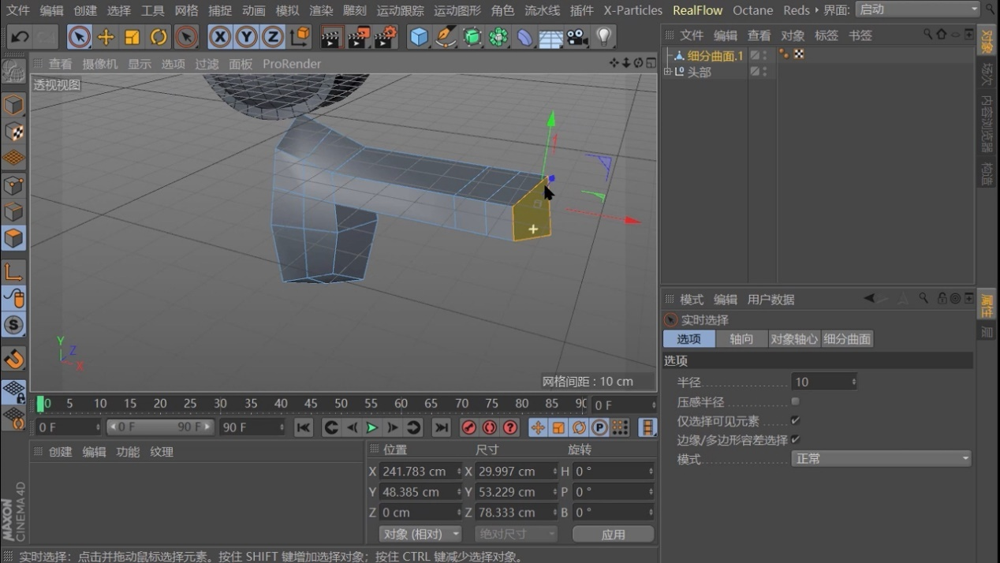 文件 编辑 创建 选择 工具 网格 捕捉 动画 模拟 渲染 雕刻 运动跟踪 运动图形 角色 流水线 插件 X-Particles RealFlow Octane Reds 界面: 启动
查看 摄像机 显示 选项 过滤 面板 ProRender
透视视图
Y
Z
X
网格间距 : 10 cm
文件 编辑 查看 对象 标签 书签
细分曲面.1
头部
对象
场次
内容浏览器
构造
模式 编辑 用户数据
实时选择
选项 轴向 对象轴心 细分曲面
选项
半径 10
压感半径
仅选择可见元素
边缘/多边形容差选择
模式 正常
属性
层
0 5 10 15 20 25 30 35 40 45 50 55 60 65 70 75 80 85 90 0 F
0 F 0 F 90 F 90 F
创建 编辑 功能 纹理
位置 尺寸 旋转
X 241.783 cm X 29.997 cm H 0 °
Y 48.385 cm Y 53.229 cm P 0 °
Z 0 cm Z 78.333 cm B 0 °
对象 (相对) 绝对尺寸 应用
MAXON
CINEMA 4D
实时选择：点击并拖动鼠标选择元素。按住 SHIFT 键增加选择对象；按住 CTRL 键减少选择对象。